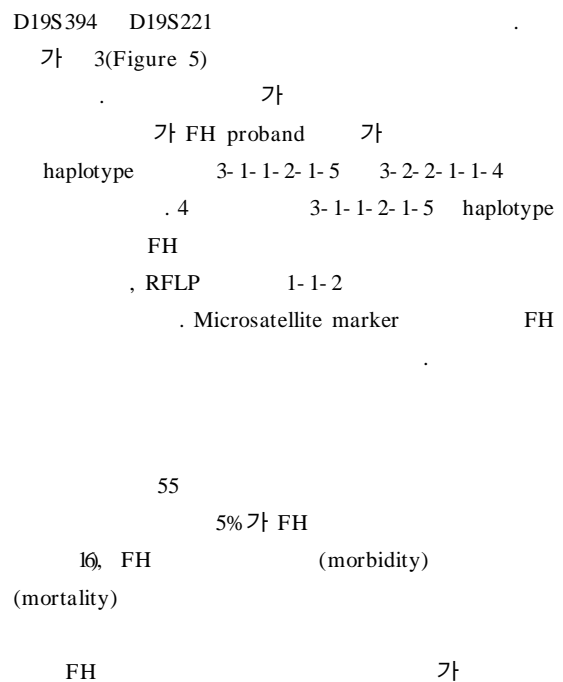 D19S394 D19S221 .
가 3(Figure 5)
. 가
가 FH proband 가
haplotype 3-1-1-2-1-5 3-2-2-1-1-4
. 4 3-1-1-2-1-5 haplotype
FH
, RFLP 1-1-2
. Microsatellite marker FH
.
55
5%가 FH
16), FH (morbidity)
(mortality)
FH 가